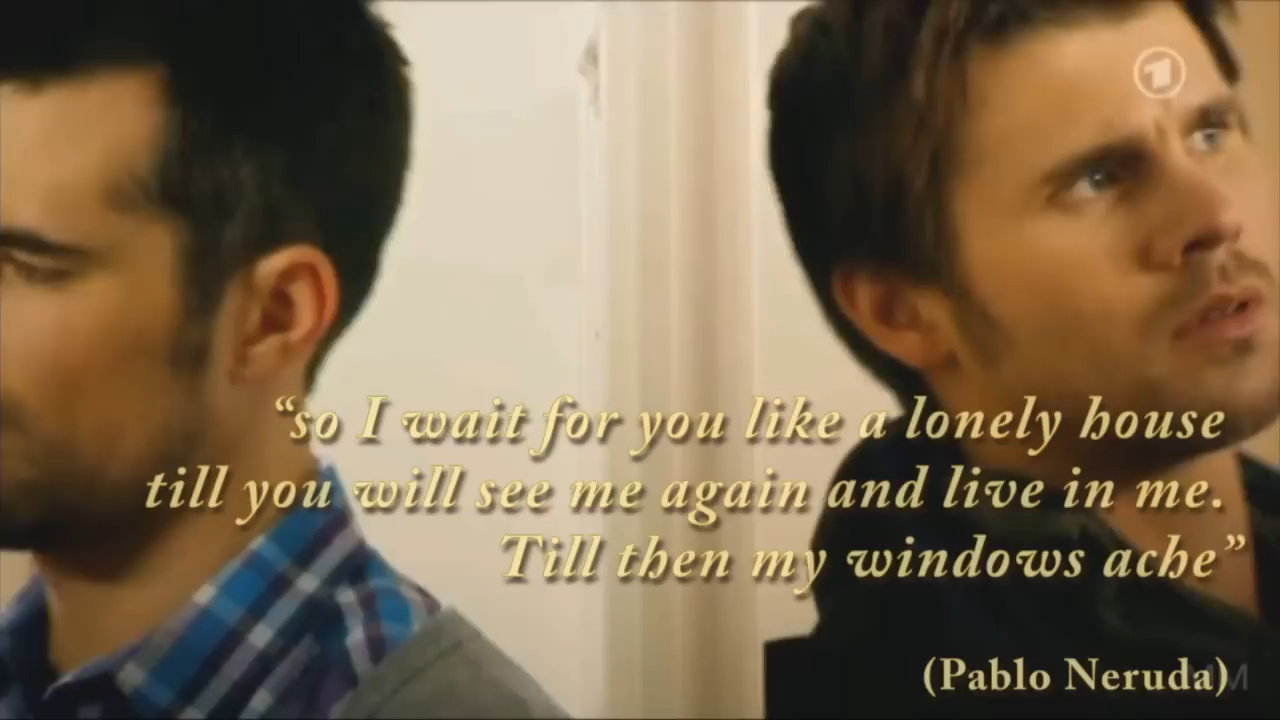 “so I wait for you like a lonely house
till you will see me again and live in me.
Till then my windows ache”
(Pablo Neruda)